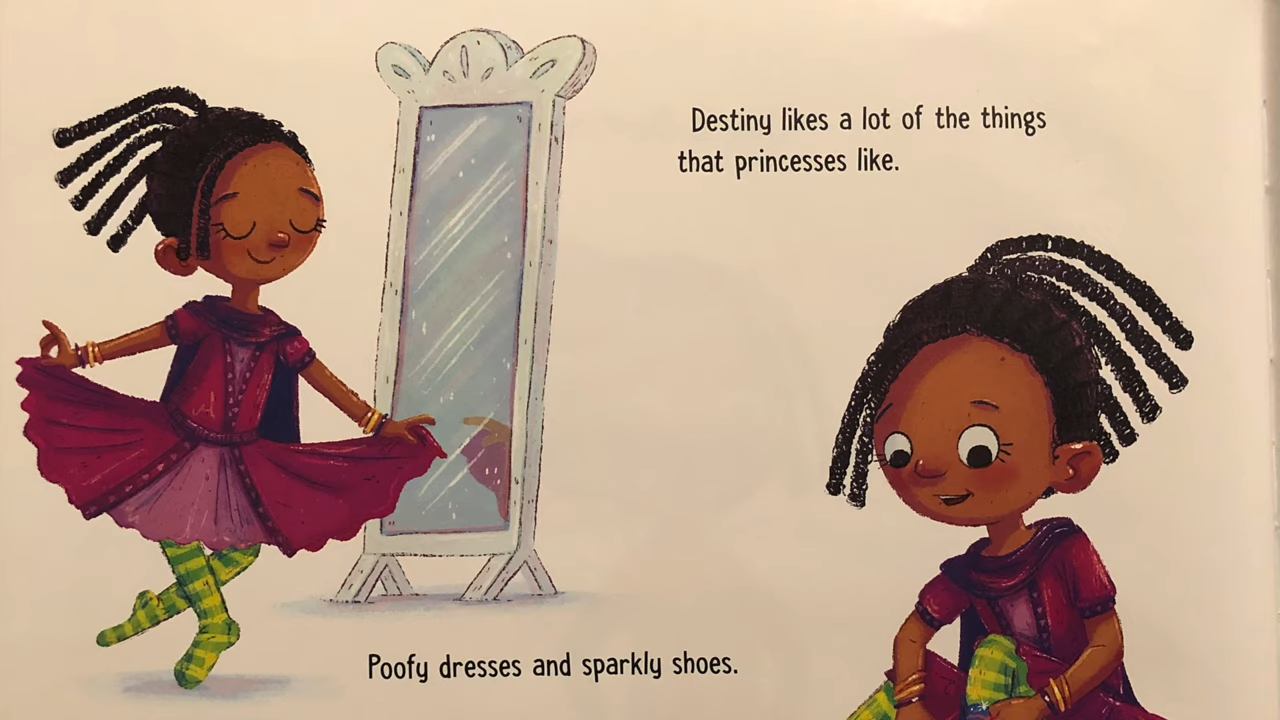 Destiny likes a lot of the things
that princesses like.
Poofy dresses and sparkly shoes.